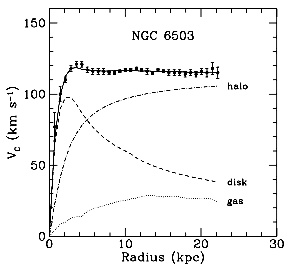 150
NGC 6503
halo
100
V_c (km s⁻¹)
50
disk
gas
0
0 10 20 30
Radius (kpc)